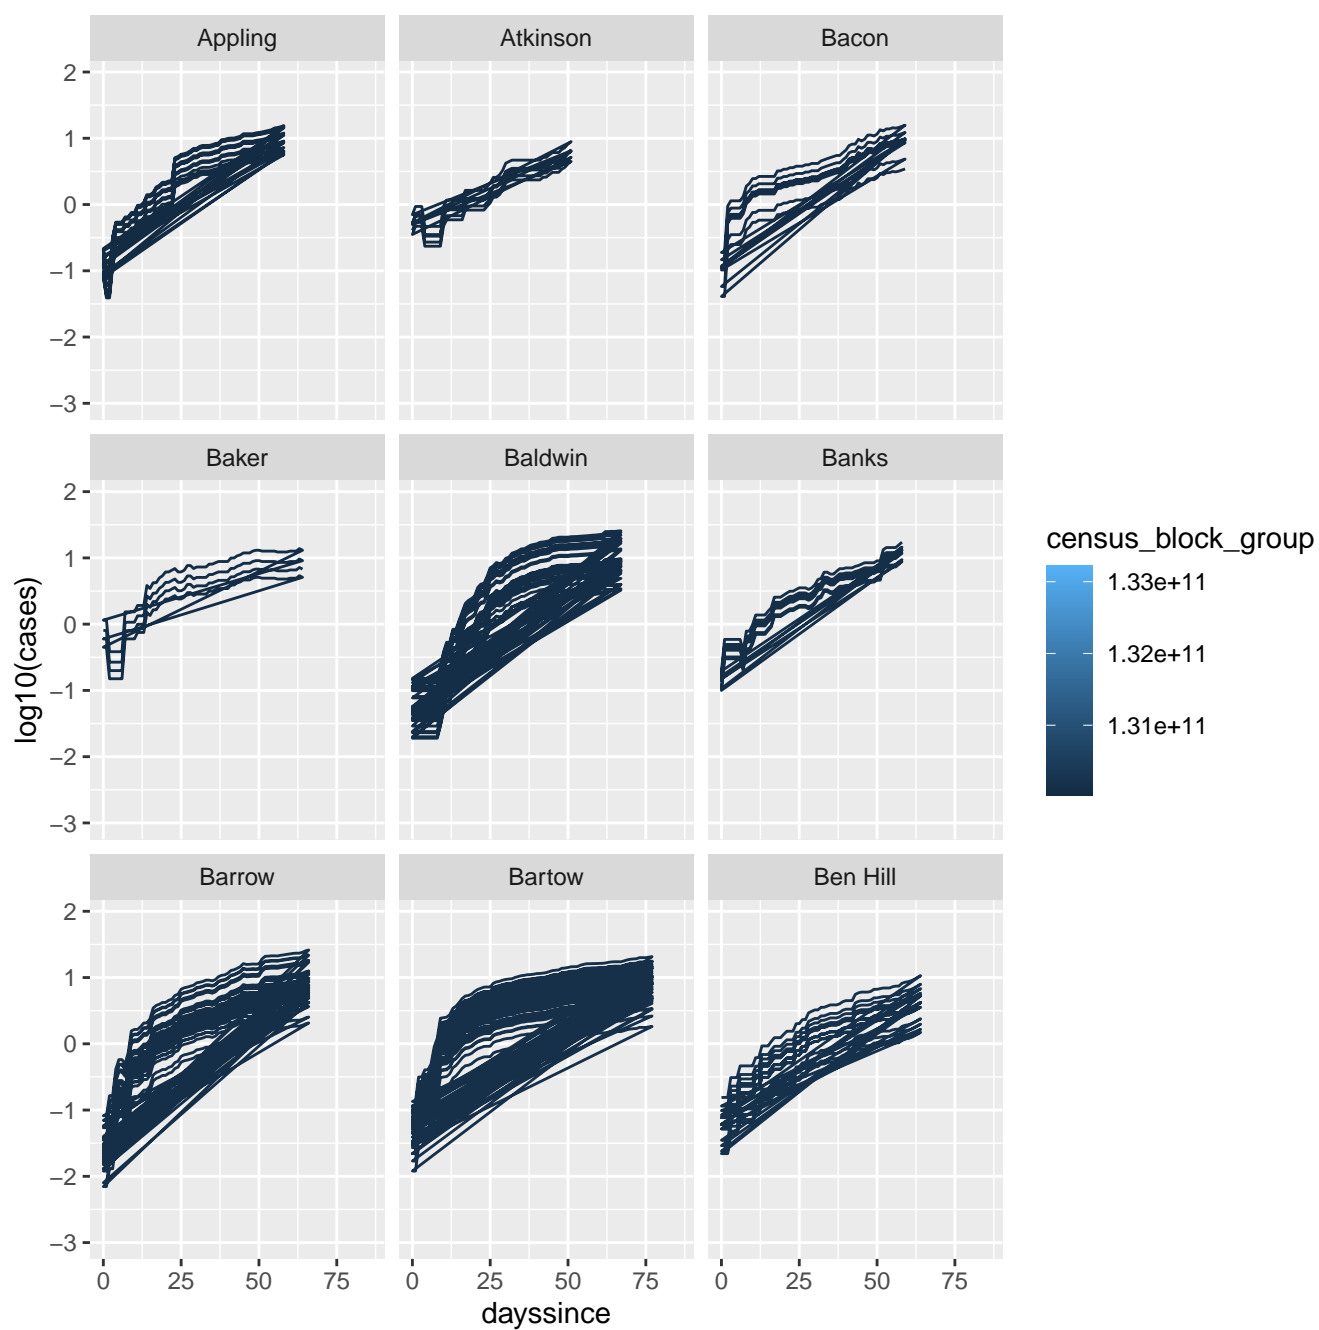 Appling Atkinson Bacon
2
1
0
−1
−2
−3
Baker Baldwin Banks
2
1
0
−1
−2
−3
log10(cases)
census_block_group
1.33e+11
1.32e+11
1.31e+11
Barrow Bartow Ben Hill
2
1
0
−1
−2
−3
0 25 50 75 0 25 50 75 0 25 50 75
dayssince